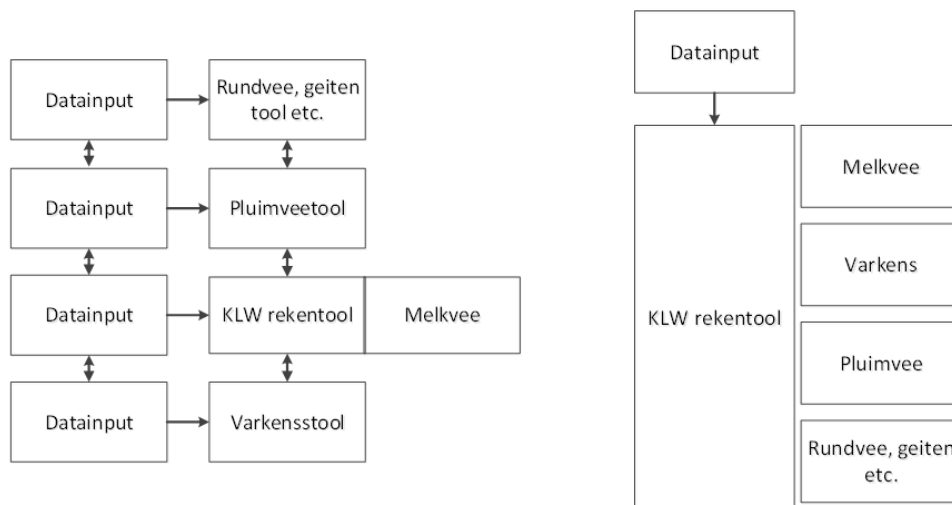 Datainput
Rundvee, geiten
tool etc.
Datainput
Pluimveetool
Datainput
KLW rekentool
Melkvee
Datainput
Varkensstool
Datainput
KLW rekentool
Melkvee
Varkens
Pluimvee
Rundvee, geiten
etc.